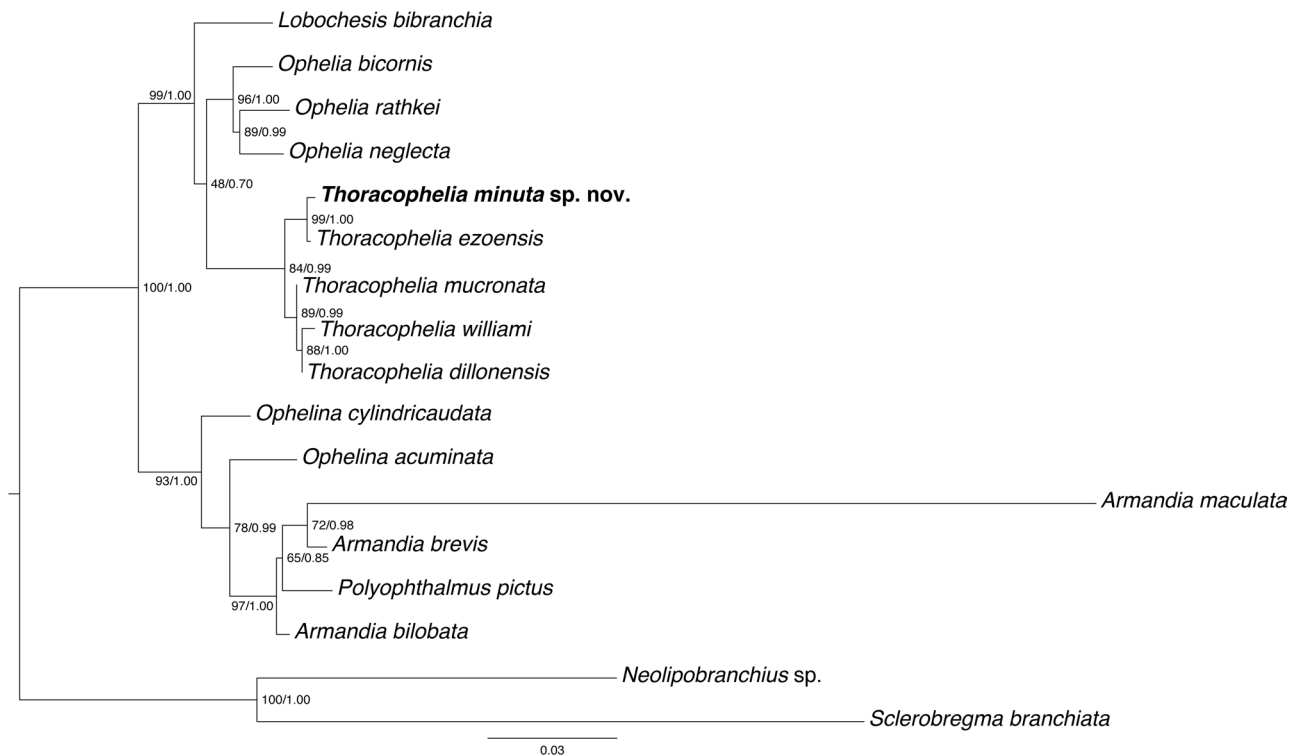 Lobochesis bibranchia
Ophelia bicornis
99/1.00
96/1.00
Ophelia rathkei
89/0.99
Ophelia neglecta
48/0.70
Thoracophelia minuta sp. nov.
99/1.00
Thoracophelia ezoensis
84/0.99
Thoracophelia mucronata
100/1.00
89/0.99
Thoracophelia williami
88/1.00
Thoracophelia dillonensis
Ophelina cylindricaudata
Ophelina acuminata
93/1.00
Armandia maculata
78/0.99
72/0.98
Armandia brevis
65/0.85
Polyophthalmus pictus
97/1.00
Armandia bilobata
Neolipobranchius sp.
100/1.00
Sclerobregma branchiata
0.03